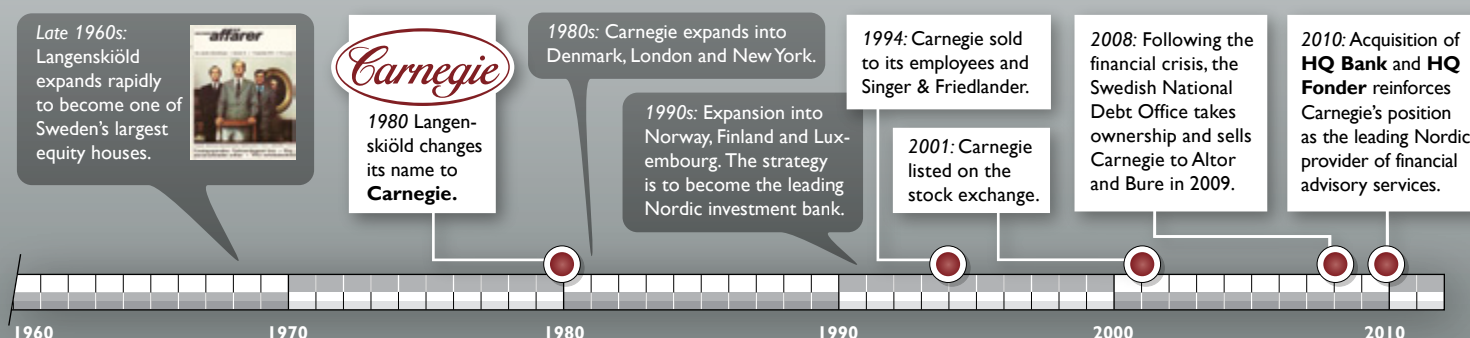 Late 1960s:
Langenskiöld
expands rapidly
to become one of
Sweden's largest
equity houses.
affärer
Carnegie
1980 Langen-
skiöld changes
its name to
Carnegie.
1980s: Carnegie expands into
Denmark, London and New York.
1990s: Expansion into
Norway, Finland and Lux-
embourg. The strategy
is to become the leading
Nordic investment bank.
1994: Carnegie sold
to its employees and
Singer & Friedlander.
2001: Carnegie
listed on the
stock exchange.
2008: Following the
financial crisis, the
Swedish National
Debt Office takes
ownership and sells
Carnegie to Altor
and Bure in 2009.
2010: Acquisition of
HQ Bank and HQ
Fonder reinforces
Carnegie's position
as the leading Nordic
provider of financial
advisory services.
1960
1970
1980
1990
2000
2010